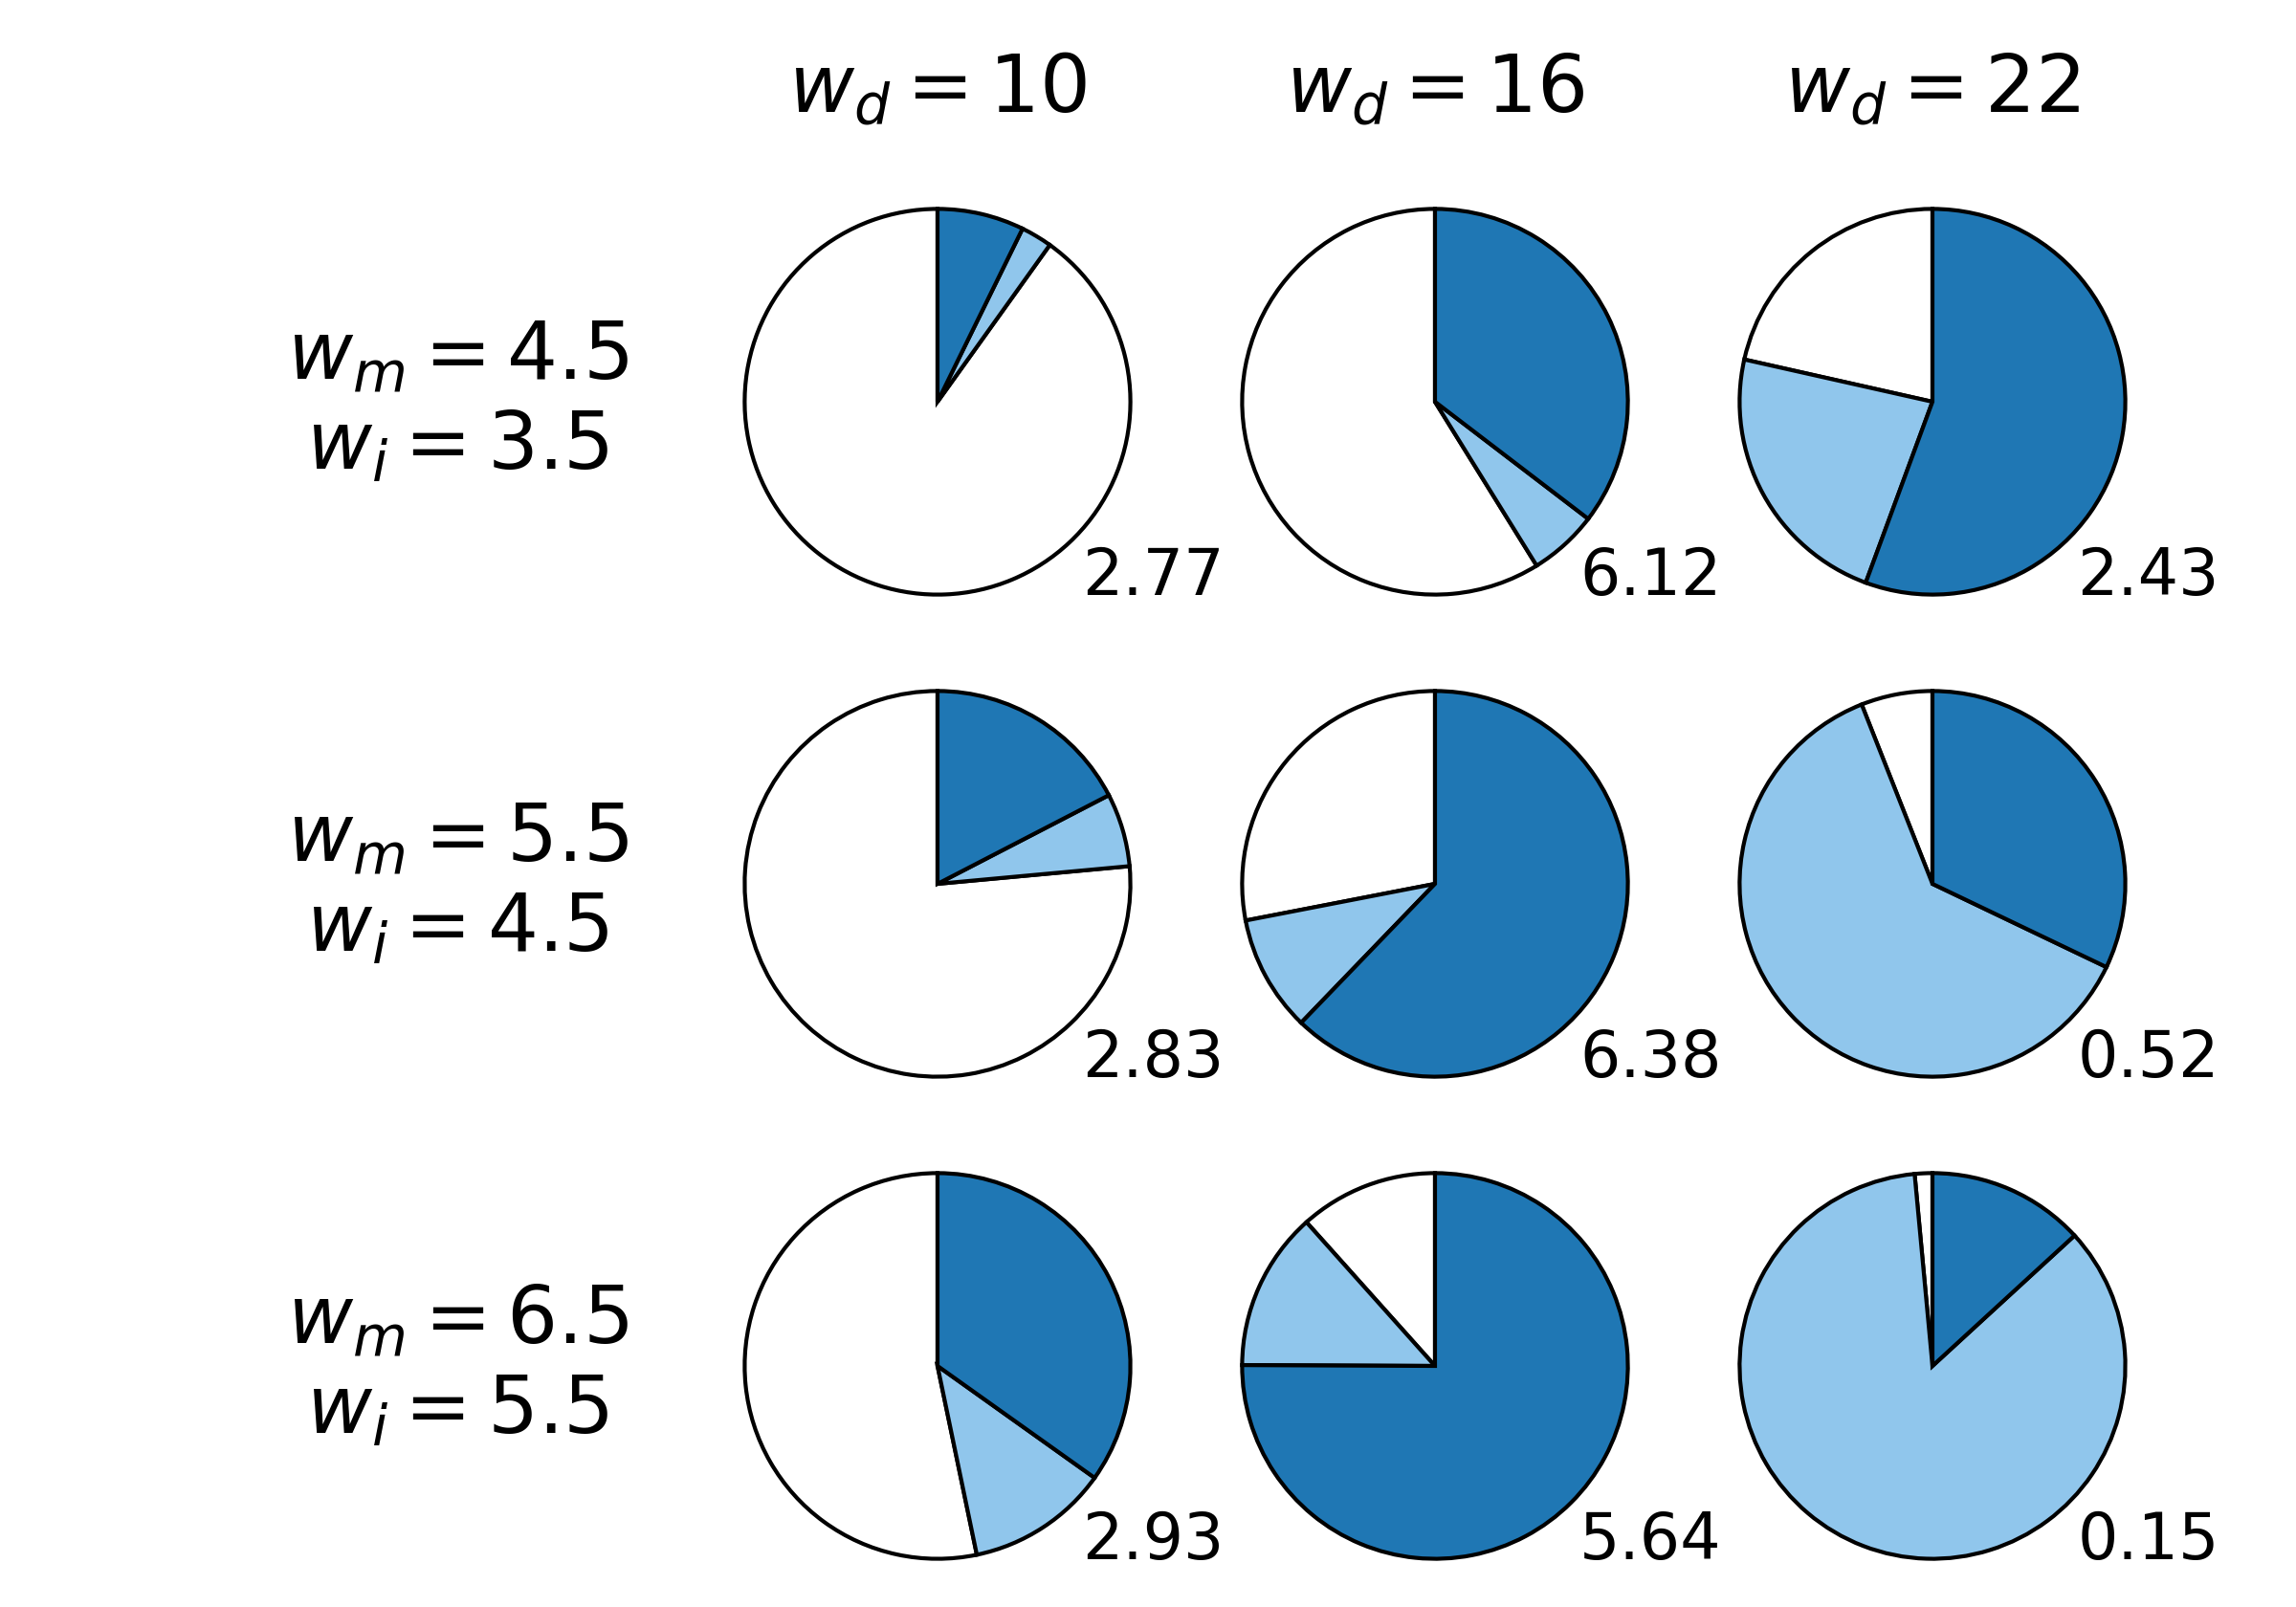 w_d = 10 w_d = 16 w_d = 22
w_m = 4.5
w_i = 3.5
2.77 6.12 2.43
w_m = 5.5
w_i = 4.5
2.83 6.38 0.52
w_m = 6.5
w_i = 5.5
2.93 5.64 0.15